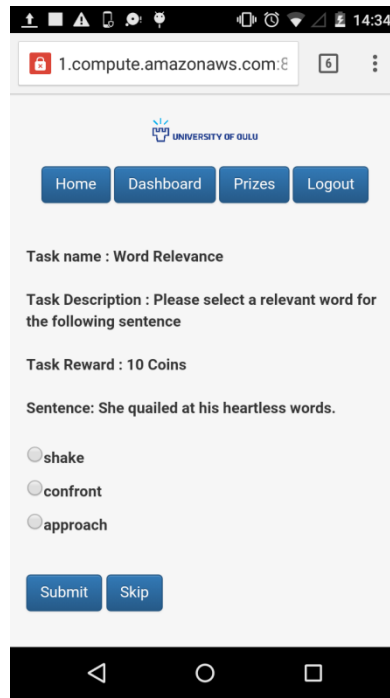 14:34
1.compute.amazonaws.com:8
6
UNIVERSITY OF OULU
Home Dashboard Prizes Logout
Task name : Word Relevance
Task Description : Please select a relevant word for
the following sentence
Task Reward : 10 Coins
Sentence: She quailed at his heartless words.
shake
confront
approach
Submit Skip